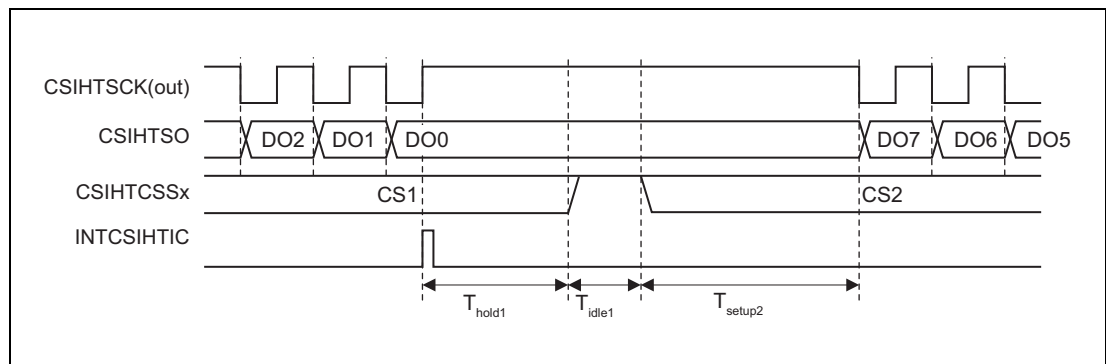 CSIHTSCK(out)
CSIHTSO
DO2 DO1 DO0 DO7 DO6 DO5
CSIHTCSSx
CS1 CS2
INTCSIHTIC
Thold1 Tidle1 Tsetup2